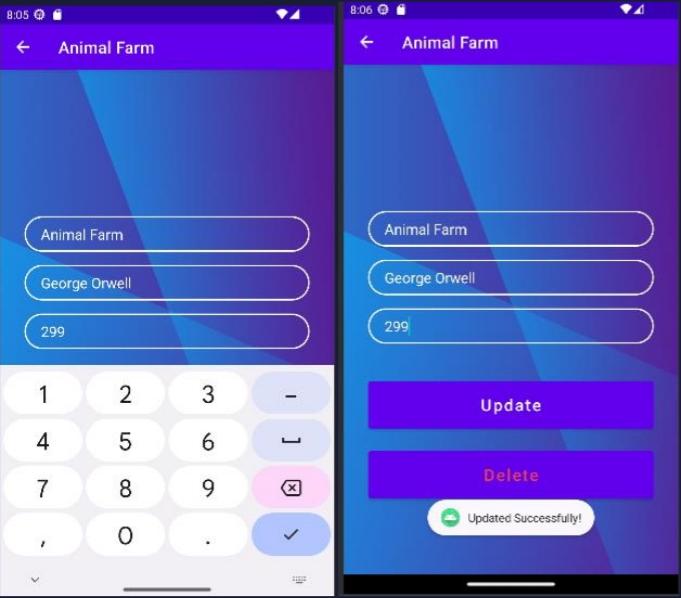 8:05
Animal Farm
Animal Farm
George Orwell
299
1 2 3 -
4 5 6
7 8 9
, 0 .
8:06
Animal Farm
Animal Farm
George Orwell
299
Update
Delete
Updated Successfully!